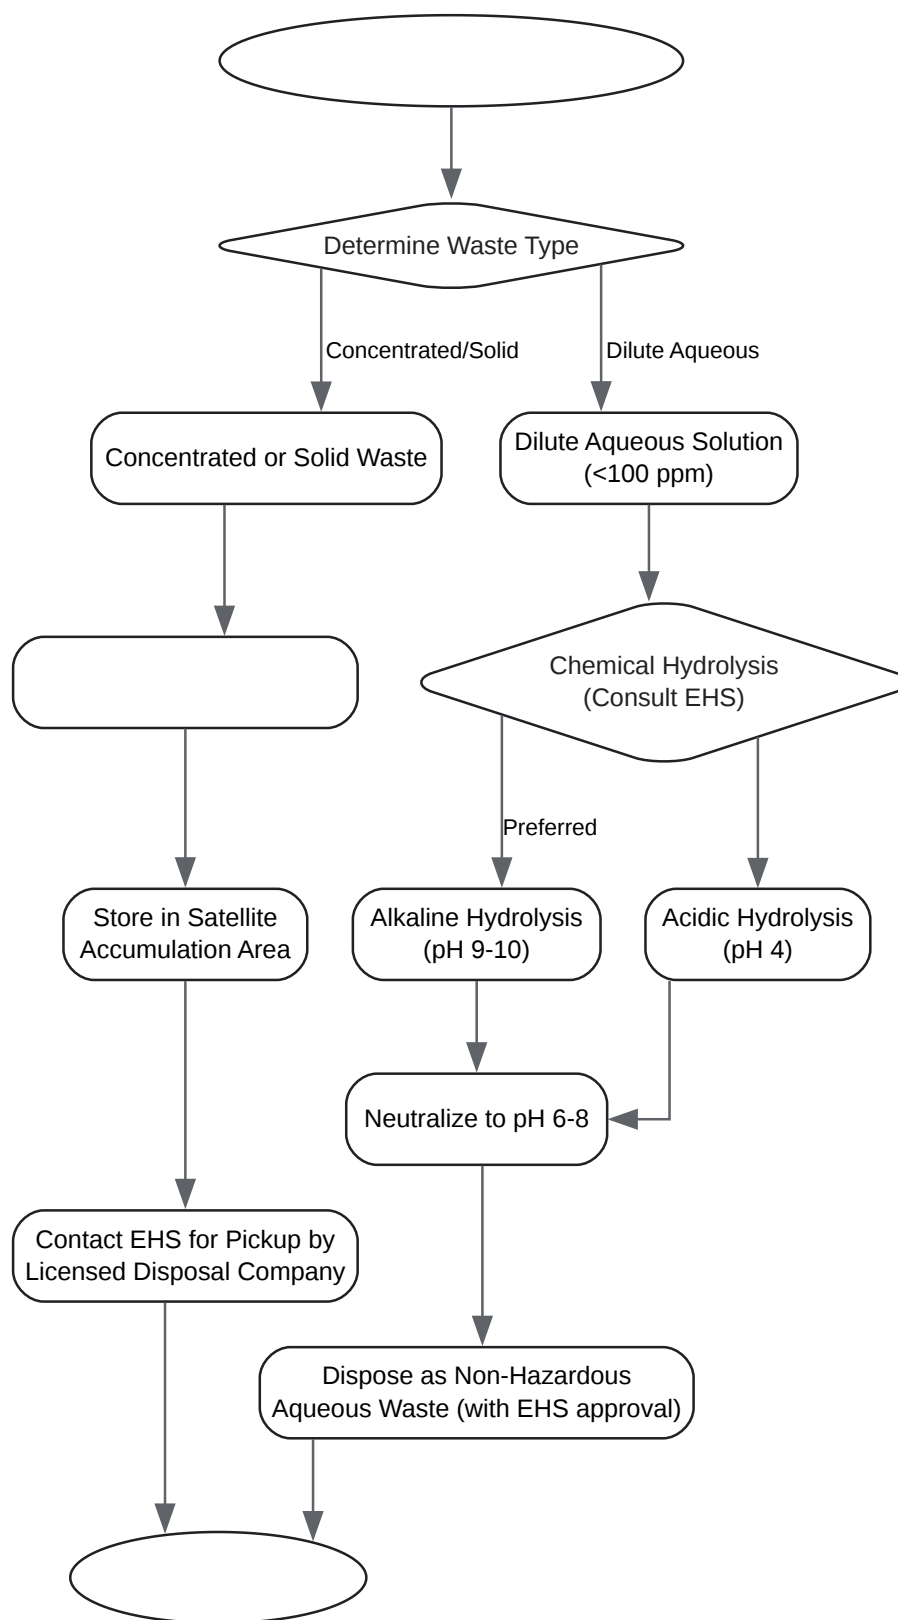 Determine Waste Type
Concentrated/Solid
Dilute Aqueous
Concentrated or Solid Waste
Dilute Aqueous Solution
(<100 ppm)
Chemical Hydrolysis
(Consult EHS)
Preferred
Store in Satellite
Accumulation Area
Alkaline Hydrolysis
(pH 9-10)
Acidic Hydrolysis
(pH 4)
Neutralize to pH 6-8
Contact EHS for Pickup by
Licensed Disposal Company
Dispose as Non-Hazardous
Aqueous Waste (with EHS approval)